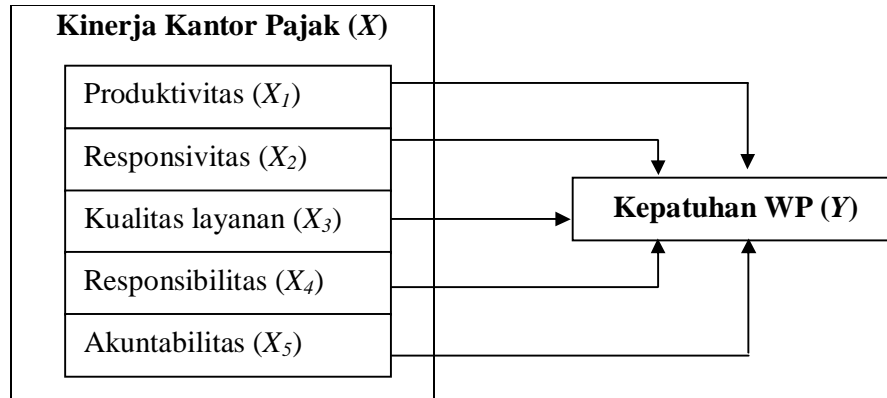 Kinerja Kantor Pajak (X)
Produktivitas (X1)
Responsivitas (X2)
Kualitas layanan (X3)
Responsibilitas (X4)
Akuntabilitas (X5)
Kepatuhan WP (Y)